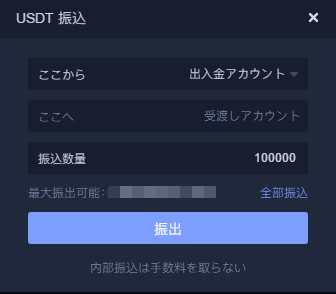 USDT 振込 ×
ここから 出入金アカウント
ここへ 受渡しアカウント
振込数量 100000
最大振出可能: 全部振込
振出
内部振込は手数料を取らない